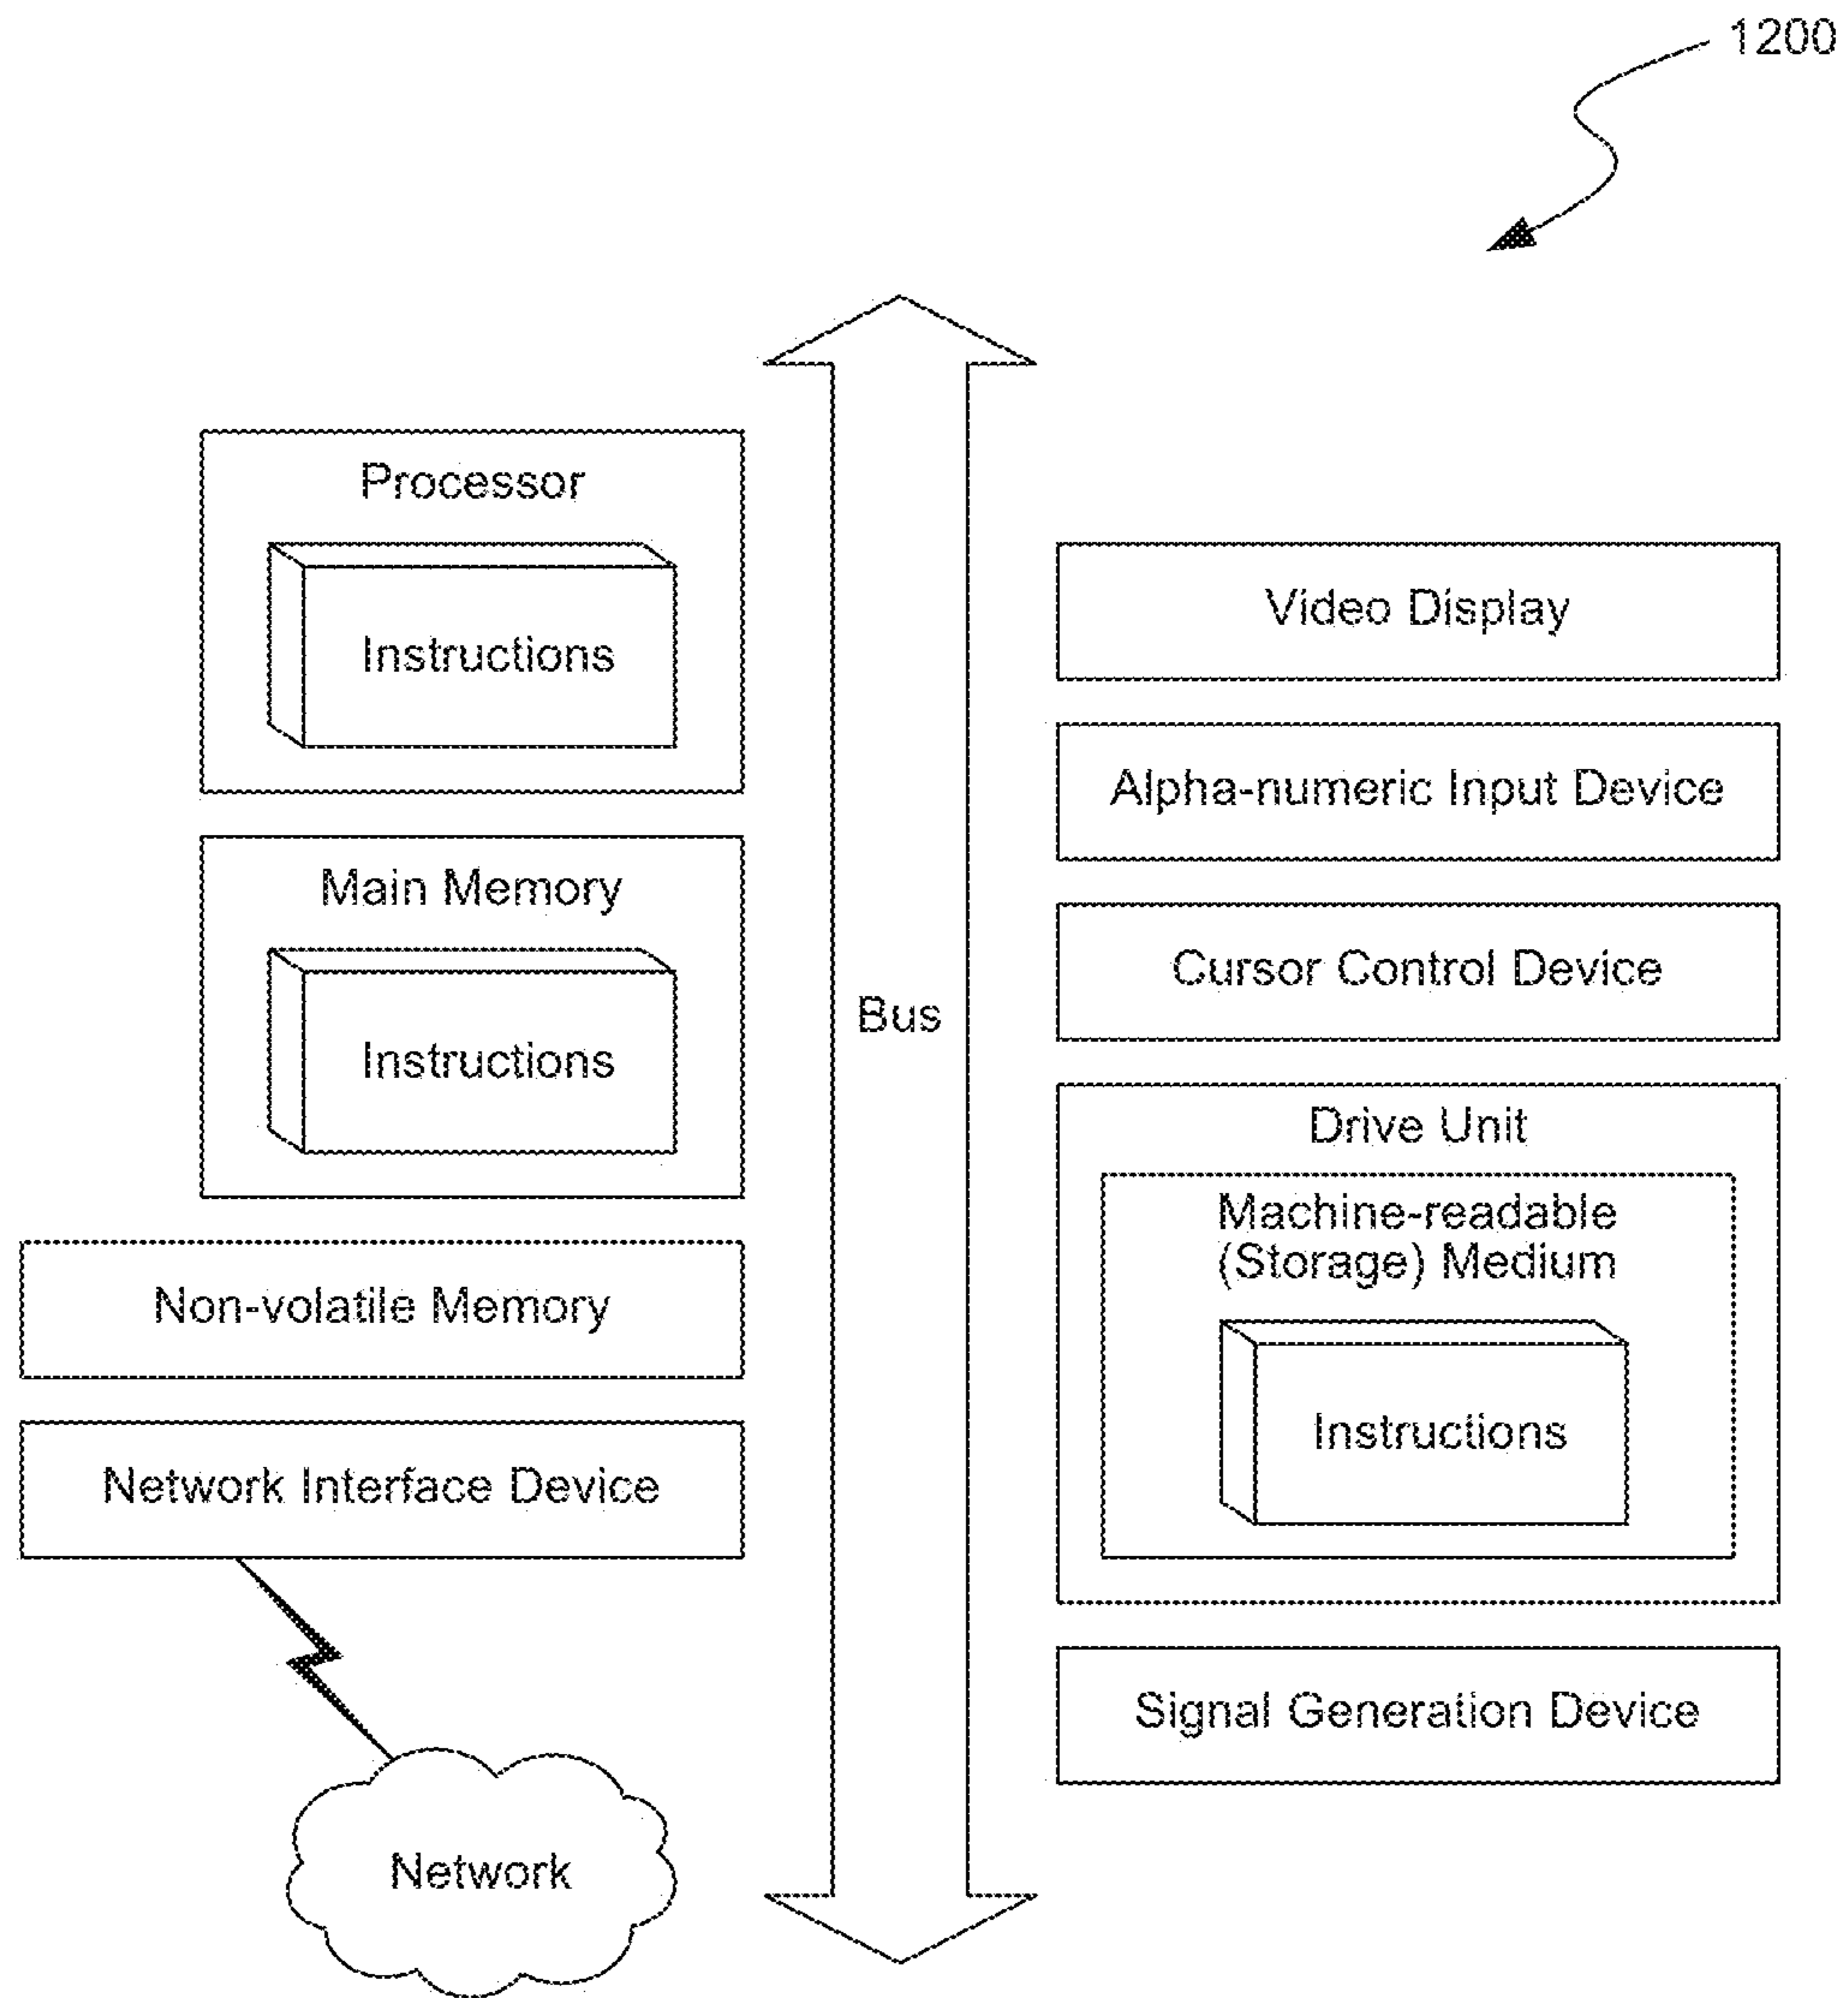 1200
Processor
Instructions
Main Memory
Instructions
Non-volatile Memory
Network Interface Device
Network
Bus
Video Display
Alpha-numeric Input Device
Cursor Control Device
Drive Unit
Machine-readable
(Storage) Medium
Instructions
Signal Generation Device